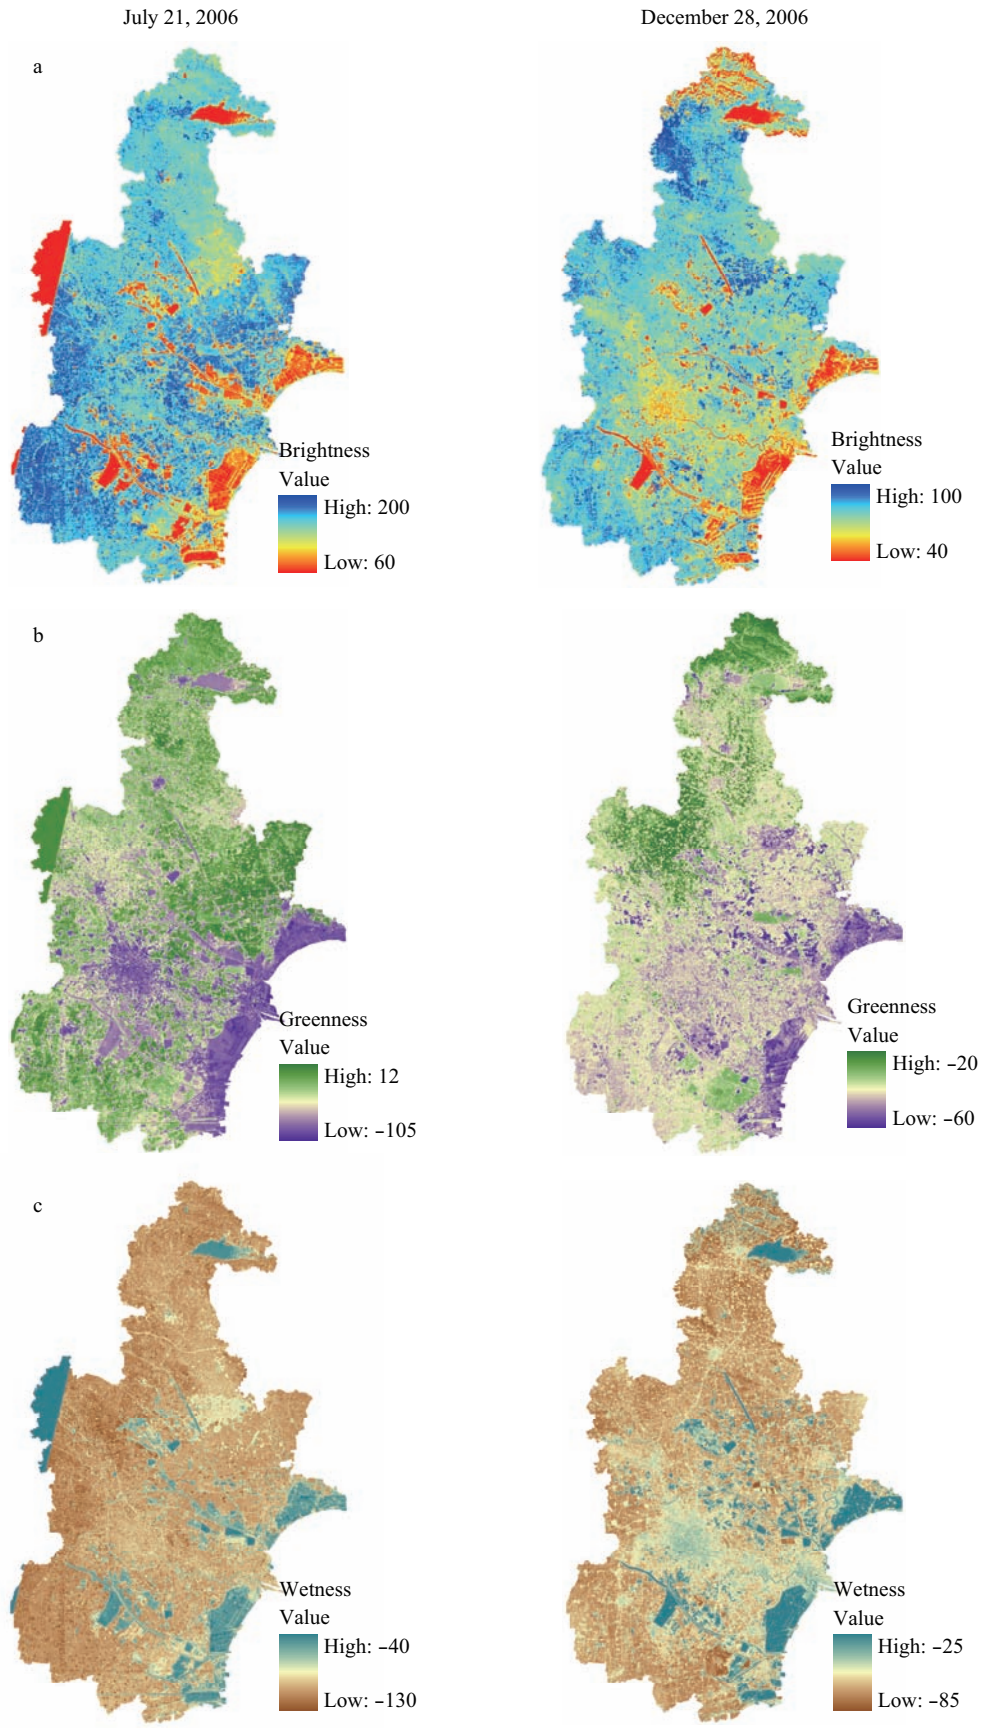 July 21, 2006
December 28, 2006
a
Brightness
Value
High: 200
Low: 60
Brightness
Value
High: 100
Low: 40
b
Greenness
Value
High: 12
Low: –105
Greenness
Value
High: –20
Low: –60
c
Wetness
Value
High: –40
Low: –130
Wetness
Value
High: –25
Low: –85